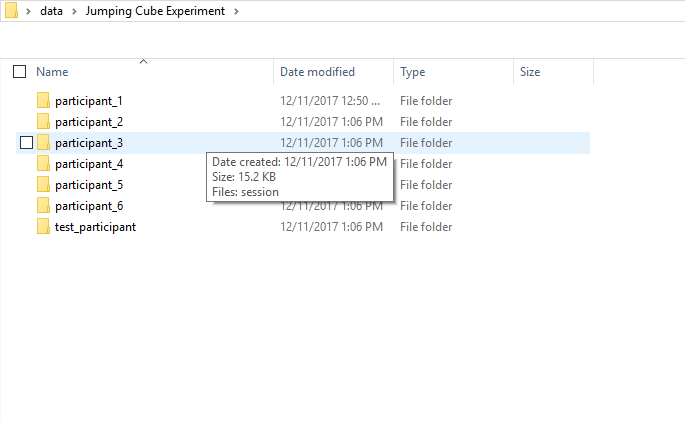 data > Jumping Cube Experiment >
Name Date modified Type Size
participant_1 12/11/2017 12:50 ... File folder
participant_2 12/11/2017 1:06 PM File folder
participant_3 12/11/2017 1:06 PM File folder
participant_4 File folder
participant_5 File folder
participant_6 12/11/2017 1:06 PM File folder
test_participant 12/11/2017 1:06 PM File folder
Date created: 12/11/2017 1:06 PM
Size: 15.2 KB
Files: session